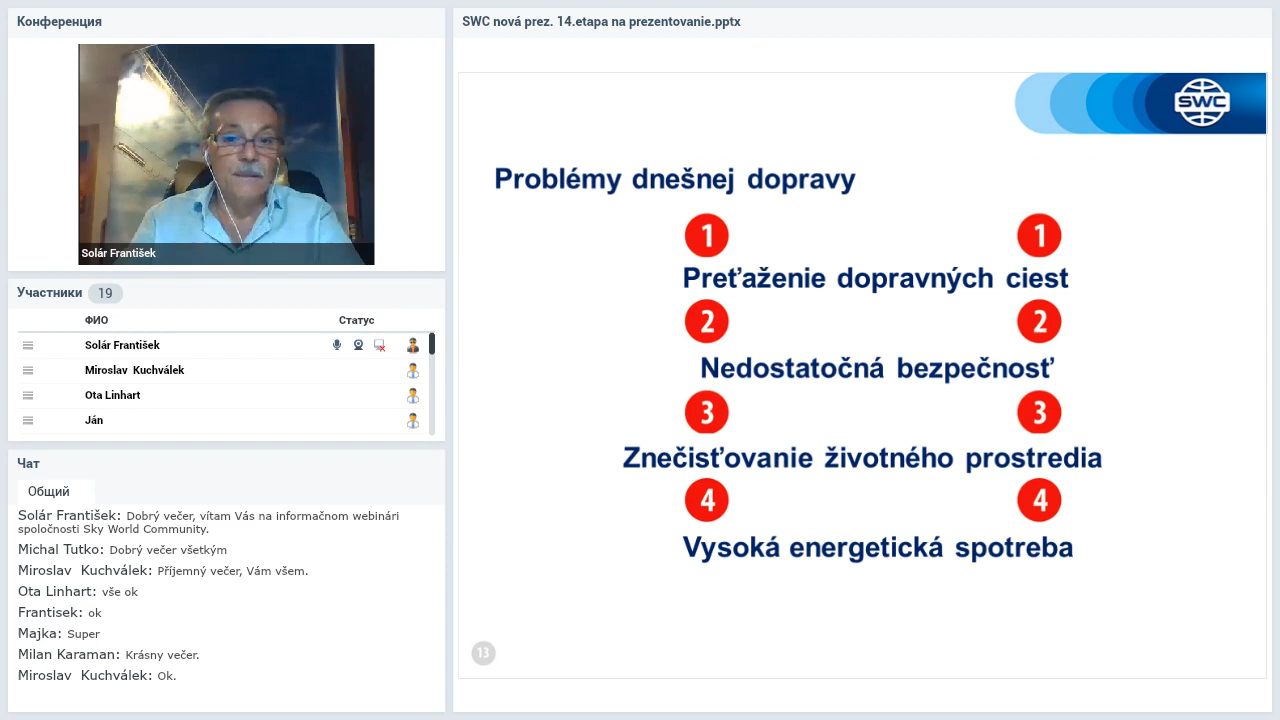 Конференция
Solár František
Участники 19
ФИО Статус
Solár František
Miroslav Kuchválek
Ota Linhart
Ján
Чат
Общий
Solár František: Dobrý večer, vítam Vás na informačnom webinári
spoločnosti Sky World Community.
Michal Tutko: Dobrý večer všetkým
Miroslav Kuchválek: Příjemný večer, Vám všem.
Ota Linhart: vše ok
Frantisek: ok
Majka: Super
Milan Karaman: Krásny večer.
Miroslav Kuchválek: Ok.
SWC nová prez. 14.etapa na prezentovanie.pptx
SWC
Problémy dnešnej dopravy
1 1
Preťaženie dopravných ciest
2 2
Nedostatočná bezpečnosť
3 3
Znečisťovanie životného prostredia
4 4
Vysoká energetická spotreba
13